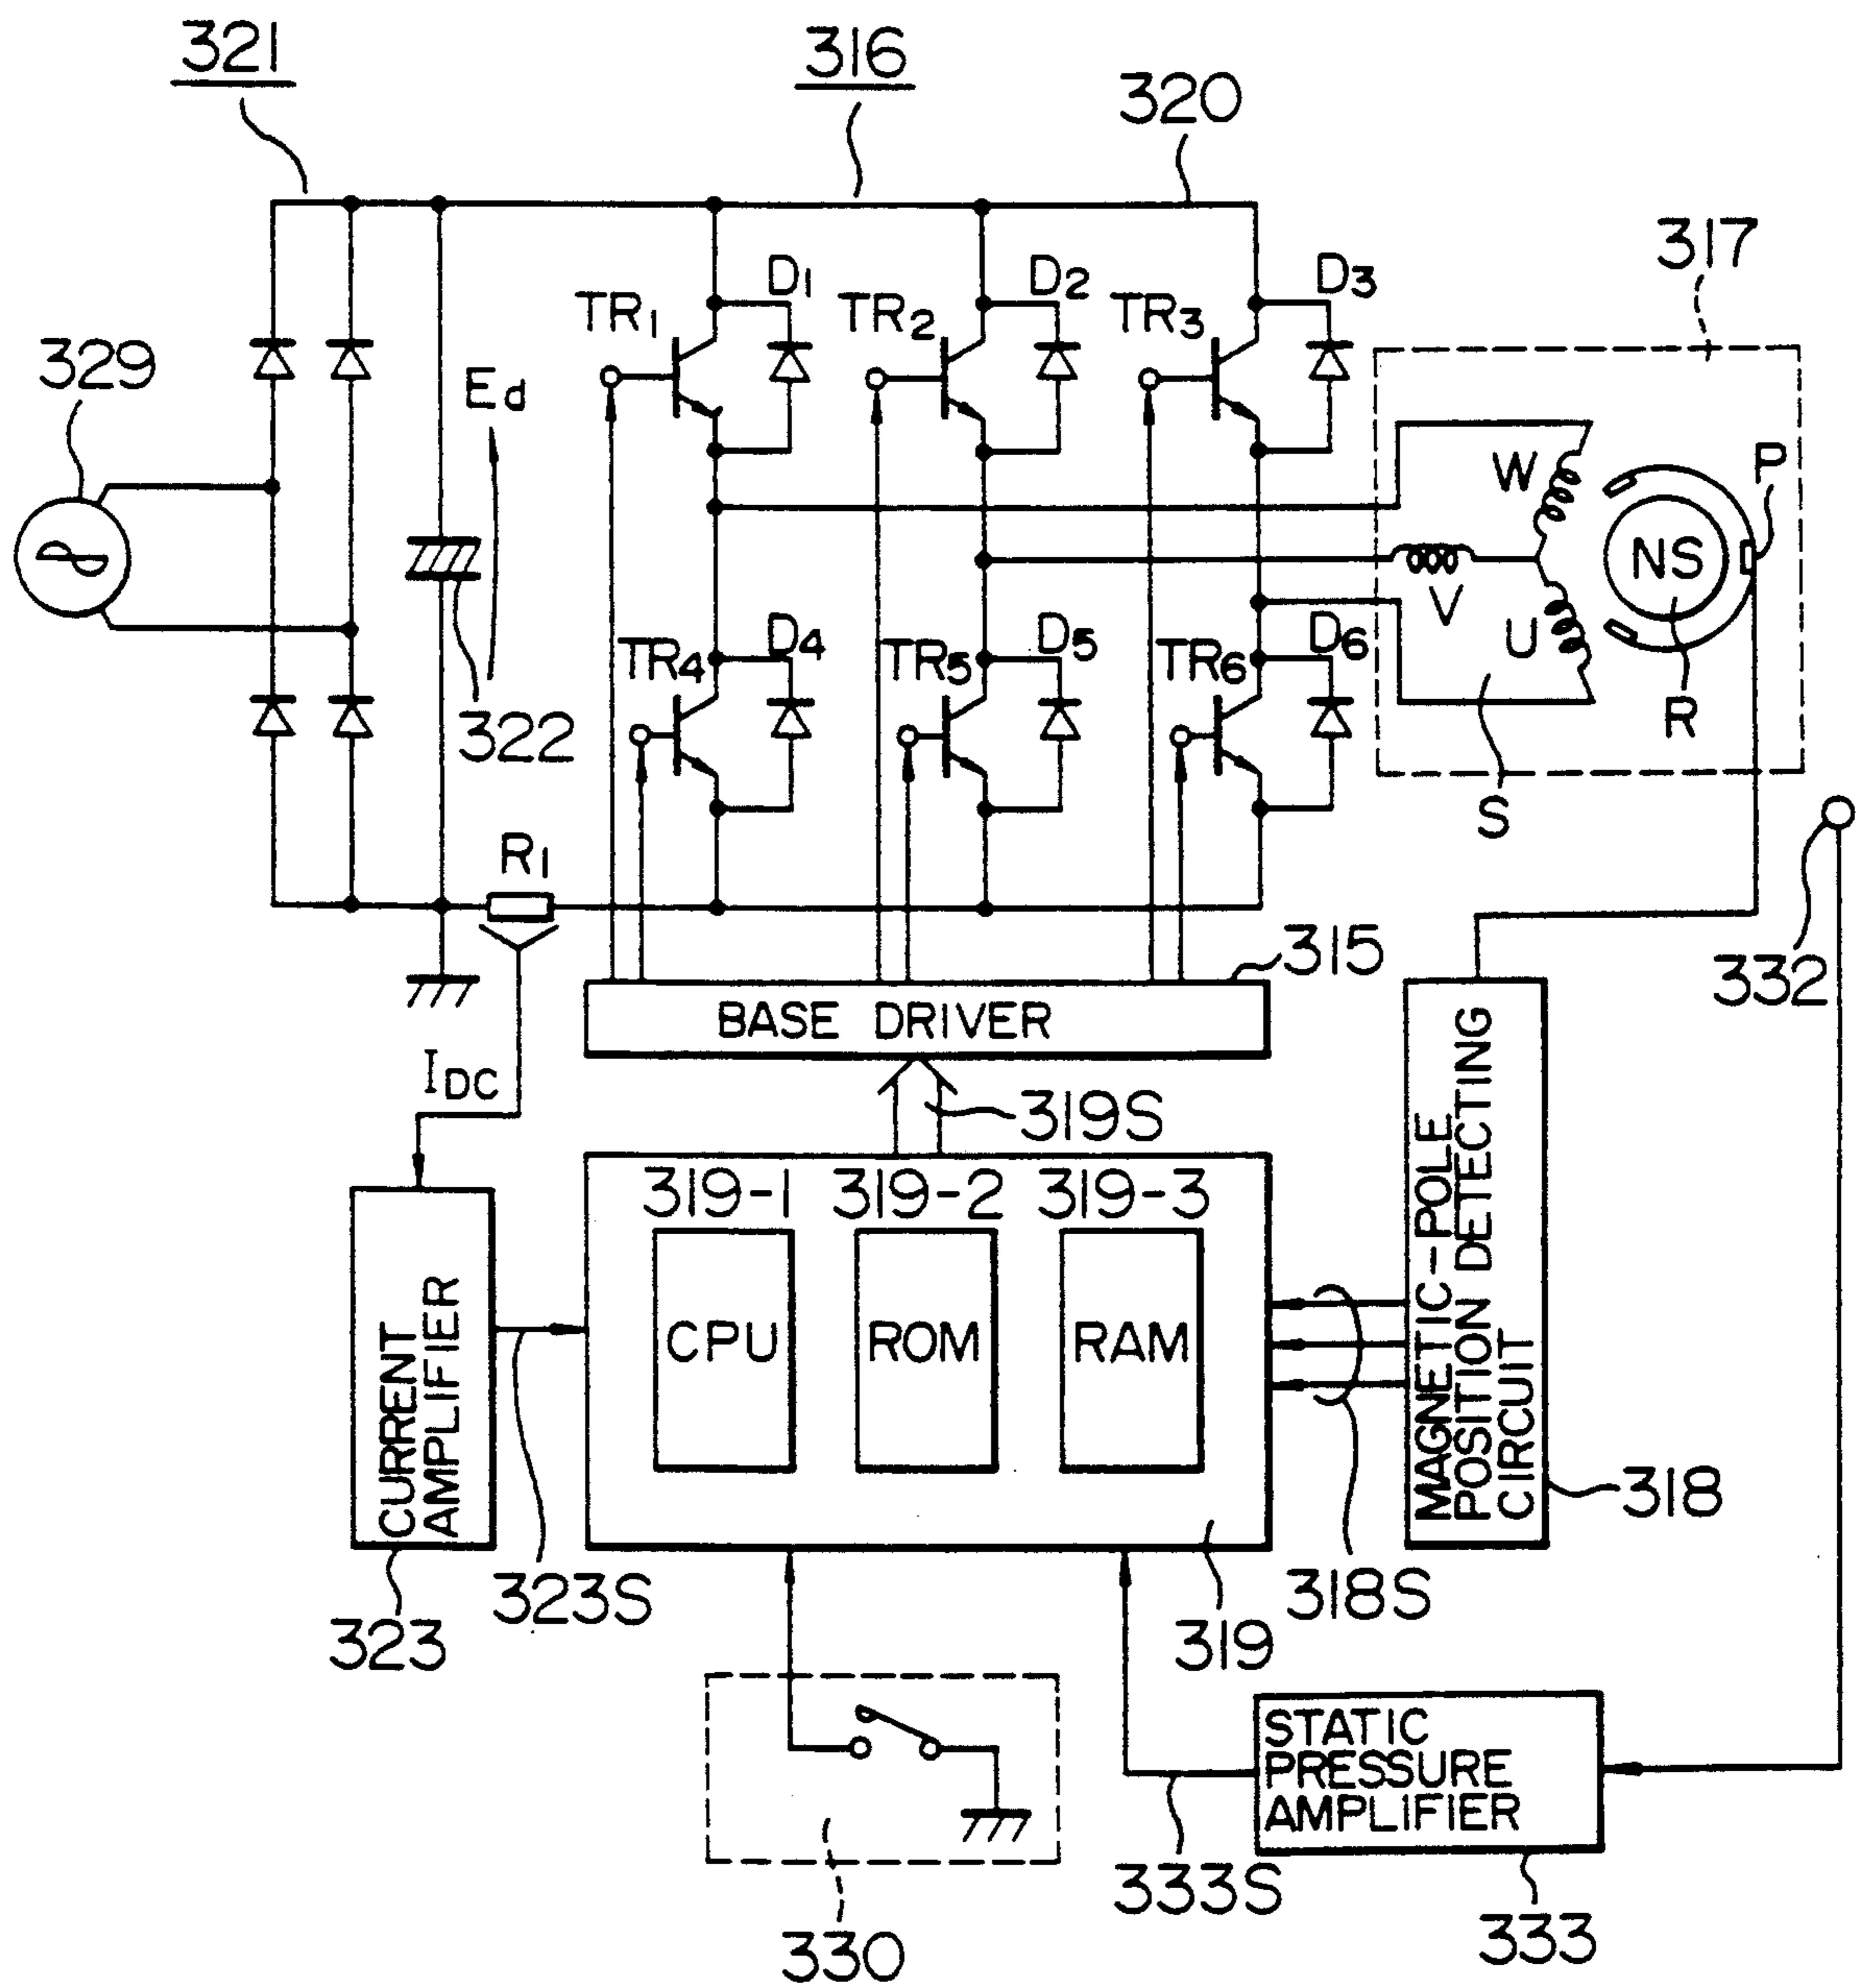 321
316
320
317
329
Ed
TR1
D1
TR2
D2
TR3
D3
W
V
U
NS
P
R
S
322
TR4
D4
TR5
D5
TR6
D6
R1
332
315
BASE DRIVER
IDC
319S
319-1
319-2
319-3
CPU
ROM
RAM
CURRENT
AMPLIFIER
MAGNETIC-POLE
POSITION DETECTING
CIRCUIT
318
323
323S
318S
319
STATIC
PRESSURE
AMPLIFIER
333S
333
330